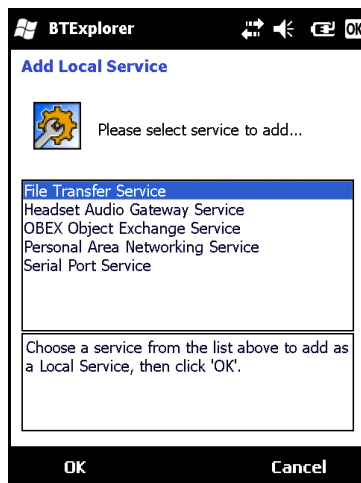 BTExplorer OK
Add Local Service
Please select service to add...
File Transfer Service
Headset Audio Gateway Service
OBEX Object Exchange Service
Personal Area Networking Service
Serial Port Service
Choose a service from the list above to add as
a Local Service, then click 'OK'.
OK Cancel